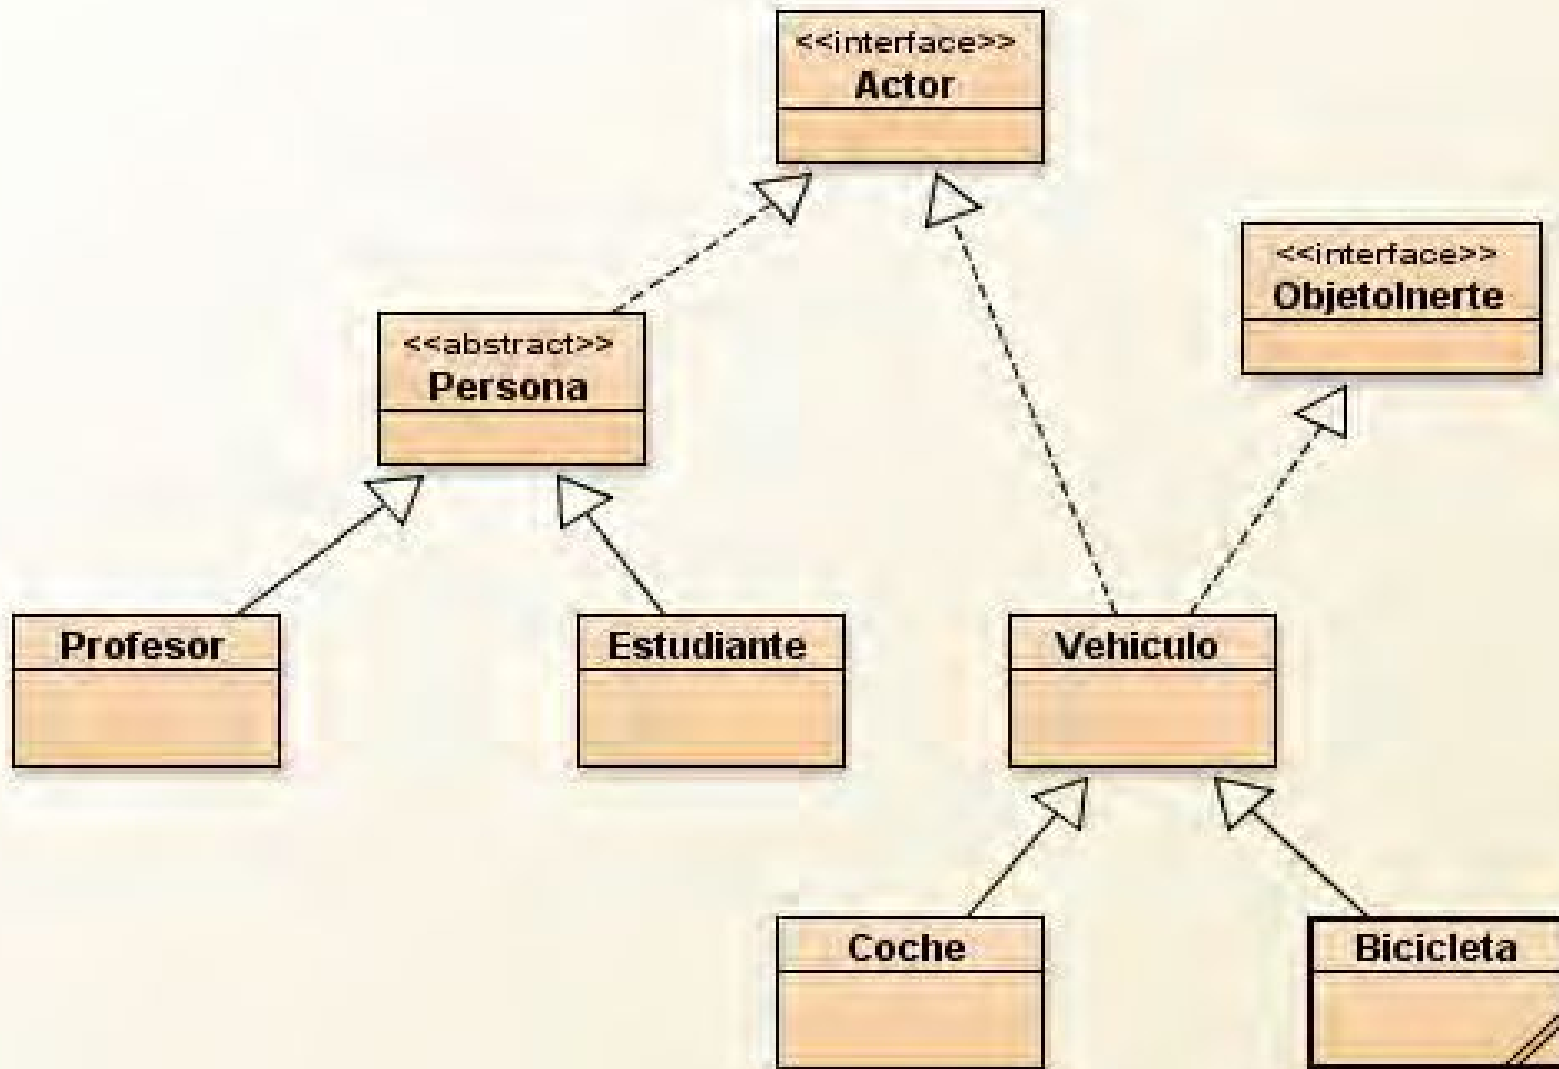 <<interface>>
Actor
<<interface>>
ObjetoInerte
<<abstract>>
Persona
Profesor
Estudiante
Vehiculo
Coche
Bicicleta